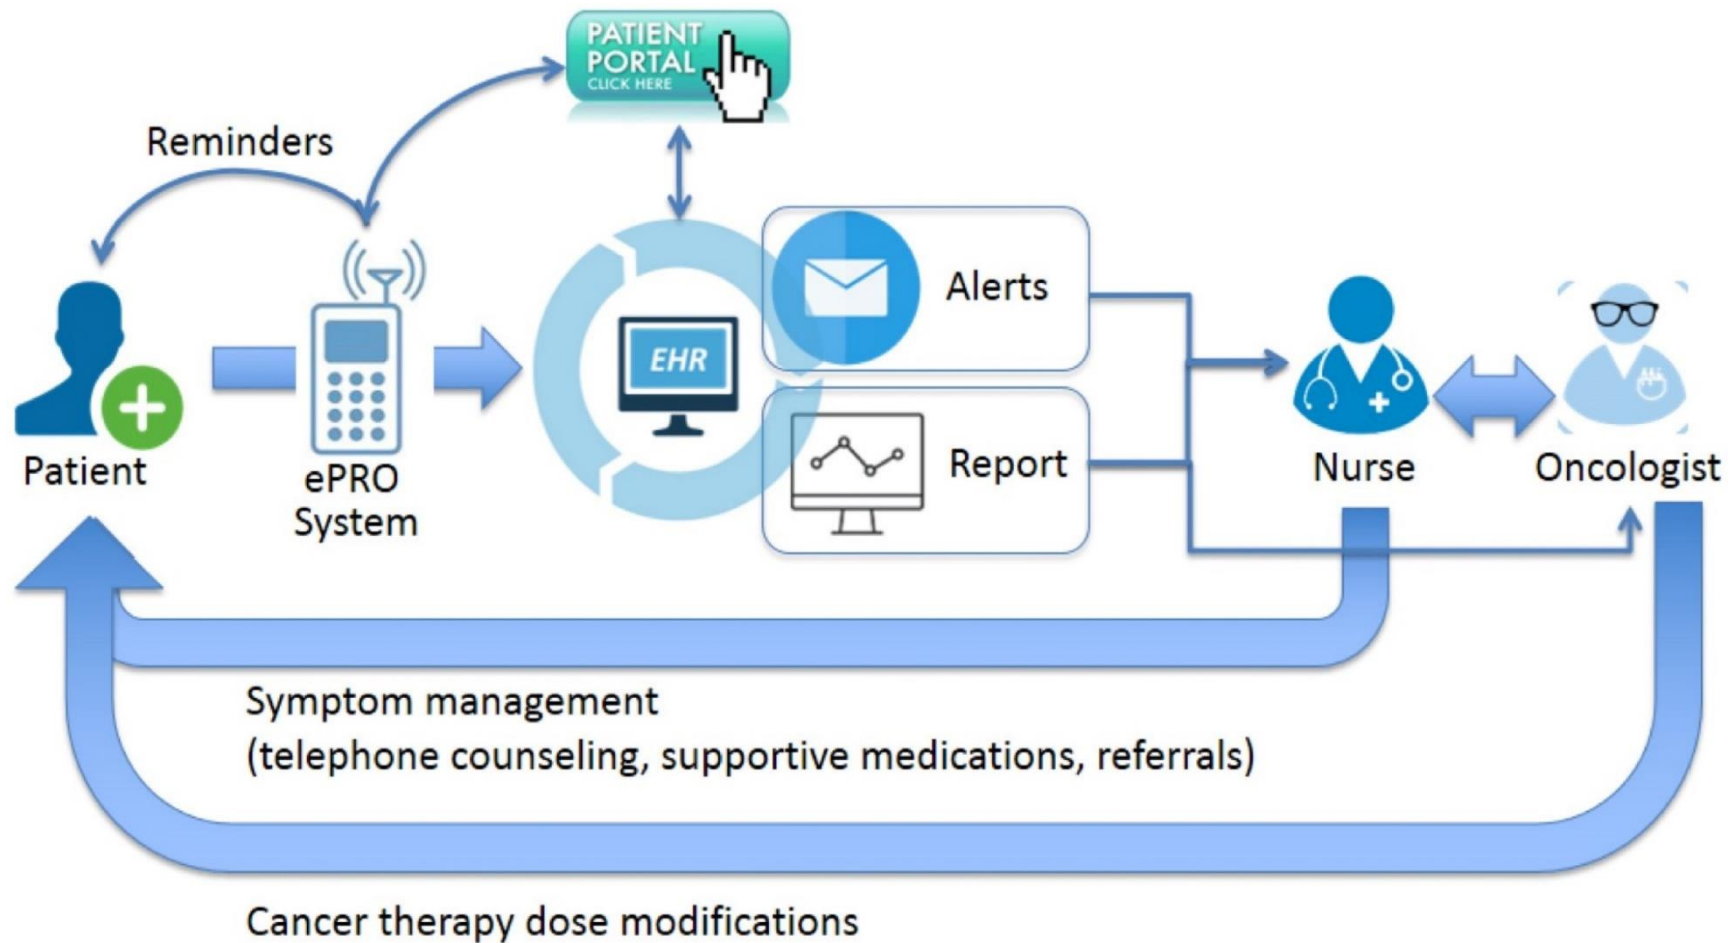 PATIENT
PORTAL
CLICK HERE
Reminders
EHR
Alerts
Report
Patient
ePRO
System
Nurse
Oncologist
Symptom management
(telephone counseling, supportive medications, referrals)
Cancer therapy dose modifications